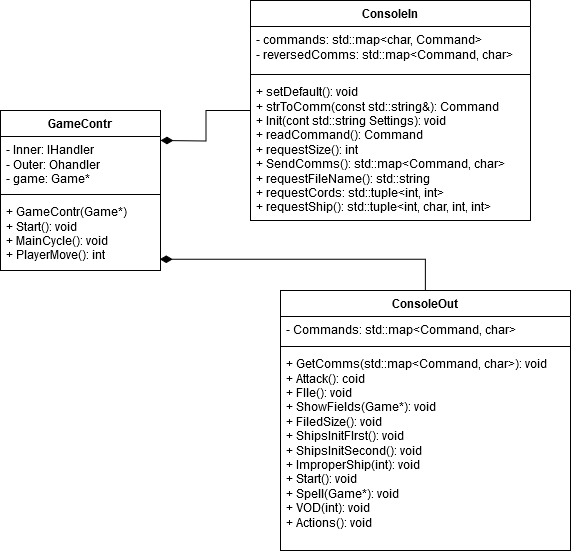 ConsoleIn
- commands: std::map<char, Command>
- reversedComms: std::map<Command, char>
+ setDefault(): void
+ strToComm(const std::string&): Command
+ Init(cont std::string Settings): void
+ readCommand(): Command
+ requestSize(): int
+ SendComms(): std::map<Command, char>
+ requestFileName(): std::string
+ requestCords: std::tuple<int, int>
+ requestShip(): std::tuple<int, char, int, int>
GameContr
- Inner: IHandler
- Outer: Ohandler
- game: Game*
+ GameContr(Game*)
+ Start(): void
+ MainCycle(): void
+ PlayerMove(): int
ConsoleOut
- Commands: std::map<Command, char>
+ GetComms(std::map<Command, char>): void
+ Attack(): coid
+ FIle(): void
+ ShowFields(Game*): void
+ FiledSize(): void
+ ShipsInitFIrst(): void
+ ShipsInitSecond(): void
+ ImproperShip(int): void
+ Start(): void
+ Spell(Game*): void
+ VOD(int): void
+ Actions(): void